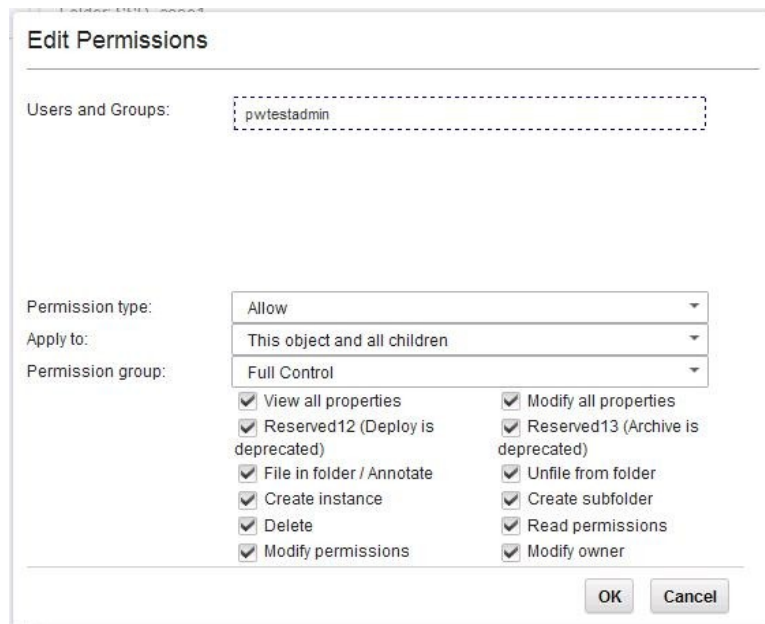 Edit Permissions
Users and Groups: pwtestadmin
Permission type: Allow
Apply to: This object and all children
Permission group: Full Control
View all properties Modify all properties
Reserved12 (Deploy is Reserved13 (Archive is
deprecated) deprecated)
File in folder / Annotate Unfile from folder
Create instance Create subfolder
Delete Read permissions
Modify permissions Modify owner
OK Cancel